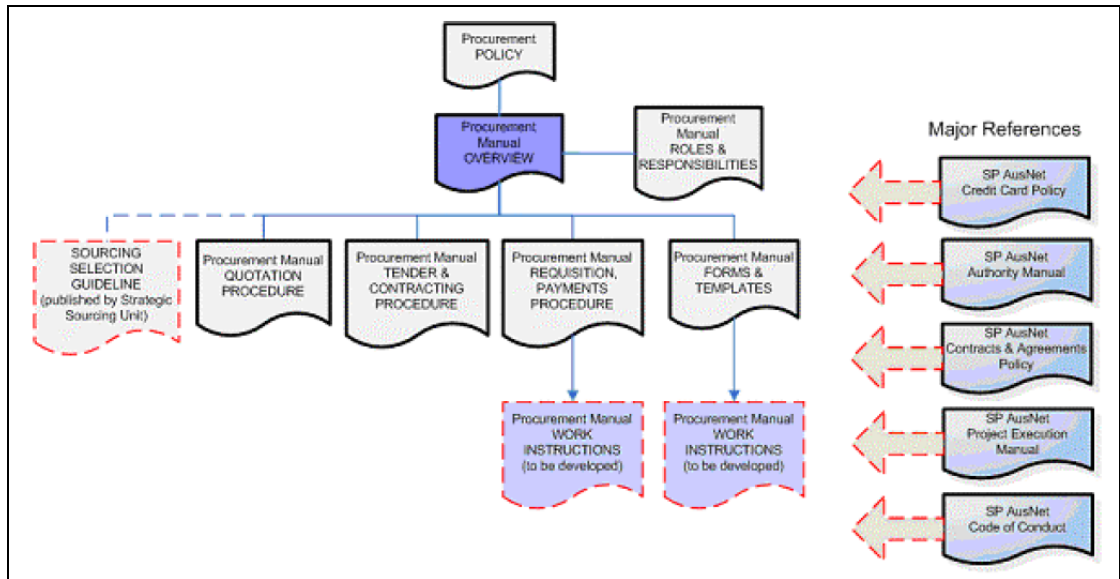 Procurement
POLICY
Procurement
Manual
OVERVIEW
Procurement
Manual
ROLES &
RESPONSIBILITIES
Major References
SP AusNet
Credit Card Policy
SP AusNet
Authority Manual
SP AusNet
Contracts & Agreements
Policy
SP AusNet
Project Execution
Manual
SP AusNet
Code of Conduct
SOURCING
SELECTION
GUIDELINE
(published by Strategic
Sourcing Unit)
Procurement Manual
QUOTATION
PROCEDURE
Procurement Manual
TENDER &
CONTRACTING
PROCEDURE
Procurement Manual
REQUISITION,
PAYMENTS
PROCEDURE
Procurement Manual
FORMS &
TEMPLATES
Procurement Manual
WORK
INSTRUCTIONS
(to be developed)
Procurement Manual
WORK
INSTRUCTIONS
(to be developed)